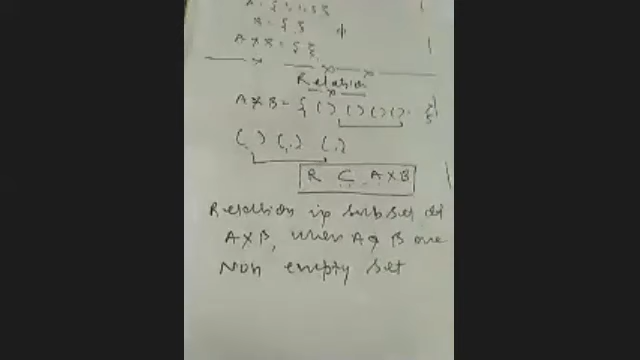 B = { }
A × B = { }
Relation
A×B = { ( ) ( ) ( ) ( ) . }
( , ) ( , ) ( , )
R ⊂ A×B
Relation is subset of
A×B, when A & B are
Non empty set